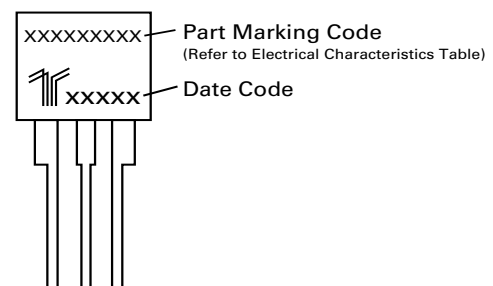 XXXXXXXXX
Part Marking Code
(Refer to Electrical Characteristics Table)
XXXXX
Date Code